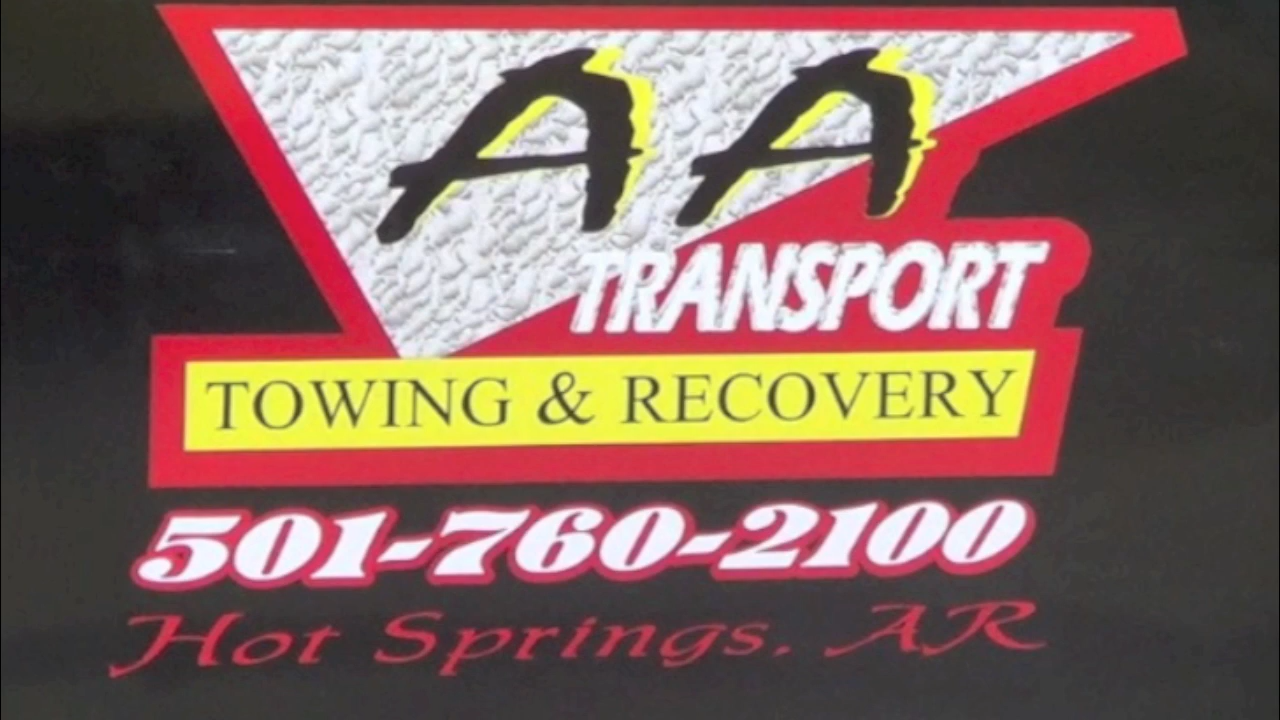 AA
TRANSPORT
TOWING & RECOVERY
501-760-2100
Hot Springs, AR